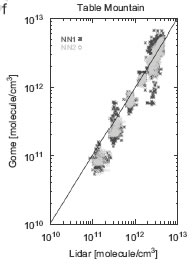 f
Table Mountain
10^13
NN1
NN2
10^12
10^11
10^10
Gome [molecule/cm^3]
10^10 10^11 10^12 10^13
Lidar [molecule/cm^3]